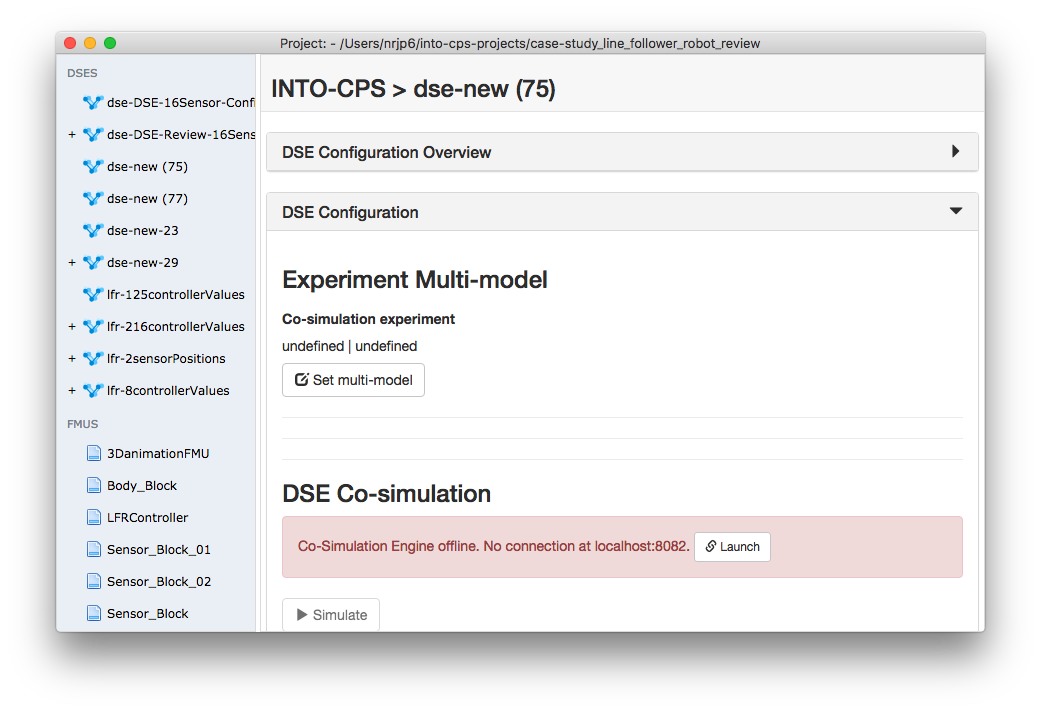 Project: - /Users/nrjp6/into-cps-projects/case-study_line_follower_robot_review
DSES
dse-DSE-16Sensor-Confi
+ dse-DSE-Review-16Sens
dse-new (75)
dse-new (77)
dse-new-23
+ dse-new-29
lfr-125controllerValues
+ lfr-216controllerValues
+ lfr-2sensorPositions
+ lfr-8controllerValues
FMUS
3DanimationFMU
Body_Block
LFRController
Sensor_Block_01
Sensor_Block_02
Sensor_Block
INTO-CPS > dse-new (75)
DSE Configuration Overview
DSE Configuration
Experiment Multi-model
Co-simulation experiment
undefined | undefined
Set multi-model
DSE Co-simulation
Co-Simulation Engine offline. No connection at localhost:8082. Launch
Simulate